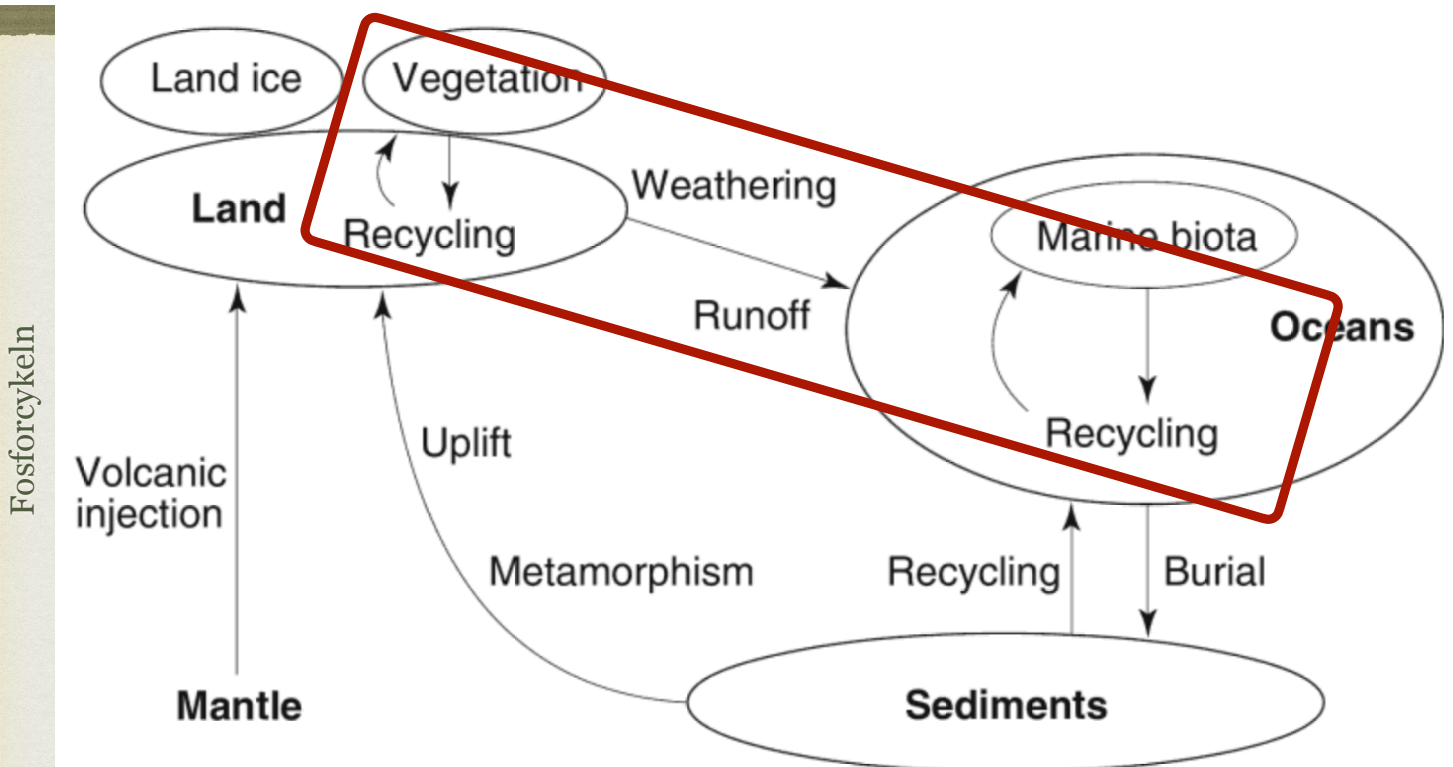 Fosforcykeln
Land ice
Vegetation
Land
Recycling
Weathering
Runoff
Marine biota
Oceans
Recycling
Volcanic
injection
Uplift
Metamorphism
Recycling
Burial
Mantle
Sediments